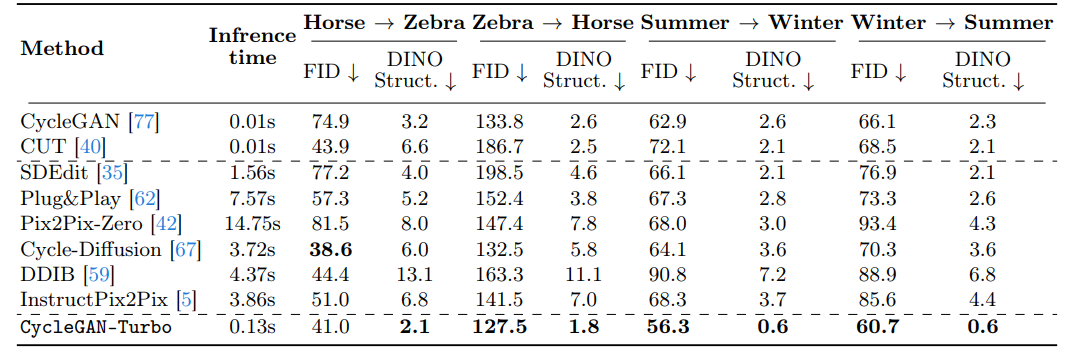 Method Infrence time Horse → Zebra Zebra → Horse Summer → Winter Winter → Summer
FID ↓ DINO Struct. ↓ FID ↓ DINO Struct. ↓ FID ↓ DINO Struct. ↓ FID ↓ DINO Struct. ↓
CycleGAN [77] 0.01s 74.9 3.2 133.8 2.6 62.9 2.6 66.1 2.3
CUT [40] 0.01s 43.9 6.6 186.7 2.5 72.1 2.1 68.5 2.1
SDEdit [35] 1.56s 77.2 4.0 198.5 4.6 66.1 2.1 76.9 2.1
Plug&Play [62] 7.57s 57.3 5.2 152.4 3.8 67.3 2.8 73.3 2.6
Pix2Pix-Zero [42] 14.75s 81.5 8.0 147.4 7.8 68.0 3.0 93.4 4.3
Cycle-Diffusion [67] 3.72s 38.6 6.0 132.5 5.8 64.1 3.6 70.3 3.6
DDIB [59] 4.37s 44.4 13.1 163.3 11.1 90.8 7.2 88.9 6.8
InstructPix2Pix [5] 3.86s 51.0 6.8 141.5 7.0 68.3 3.7 85.6 4.4
CycleGAN-Turbo 0.13s 41.0 2.1 127.5 1.8 56.3 0.6 60.7 0.6